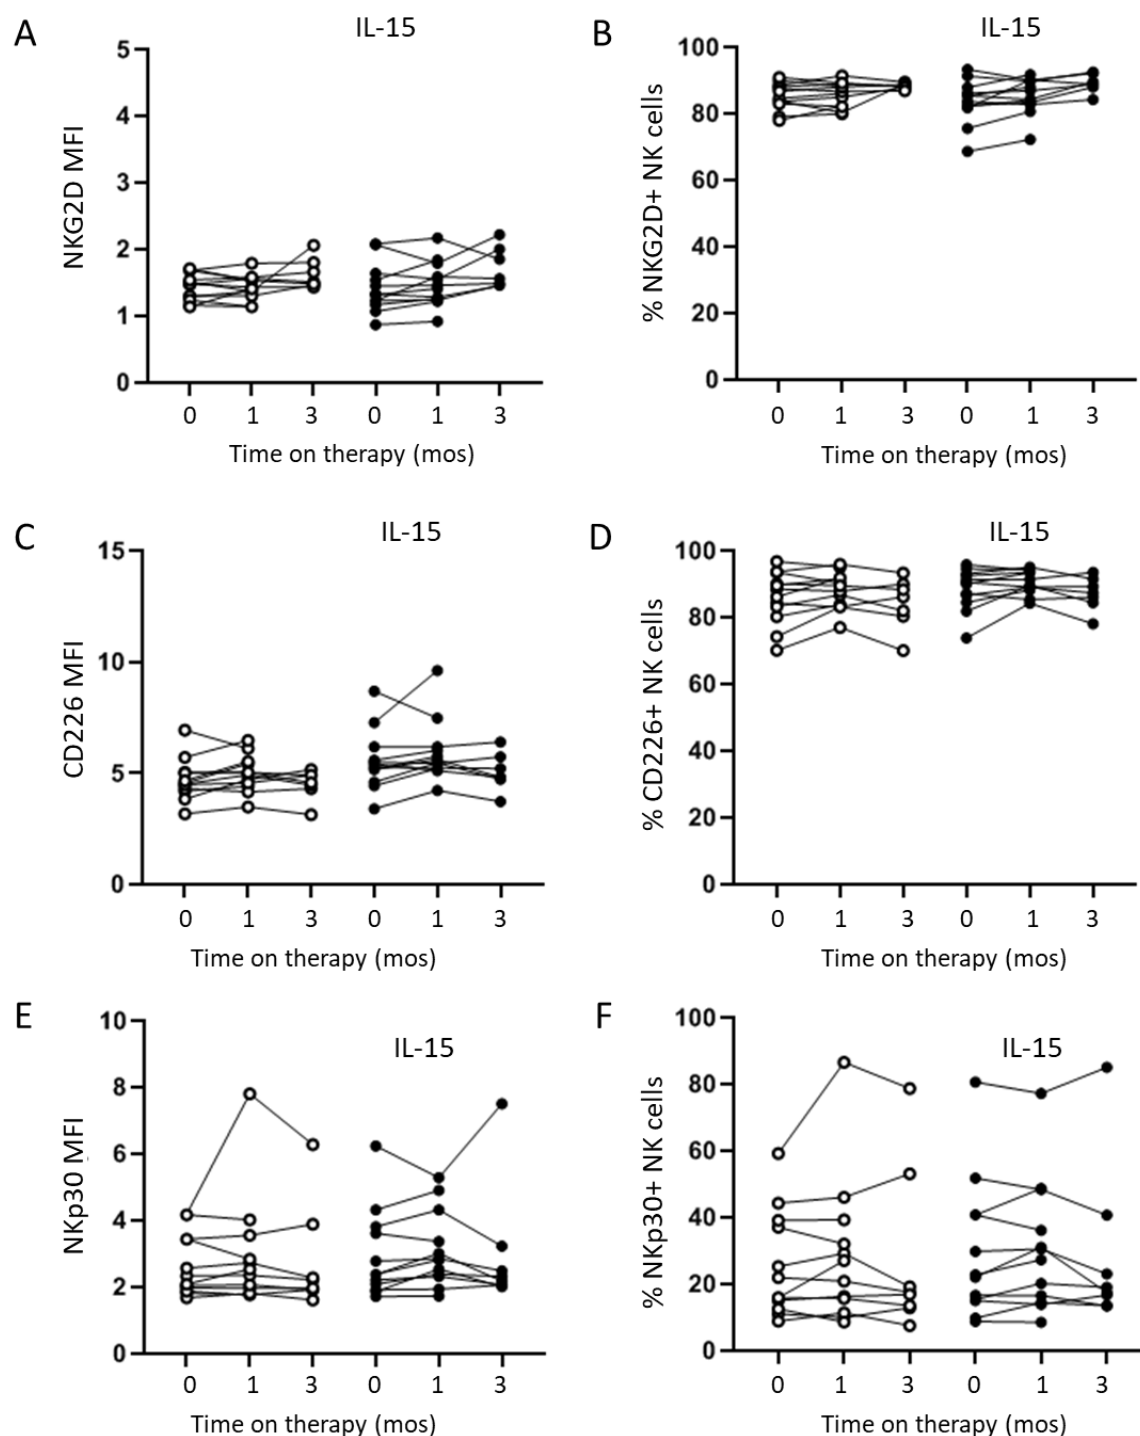 A
IL-15
5
4
3
2
1
0
NKG2D MFI
0 1 3 0 1 3
Time on therapy (mos)
B
IL-15
100
80
60
40
20
0
% NKG2D+ NK cells
0 1 3 0 1 3
Time on therapy (mos)
C
IL-15
15
10
5
0
CD226 MFI
0 1 3 0 1 3
Time on therapy (mos)
D
IL-15
100
80
60
40
20
0
% CD226+ NK cells
0 1 3 0 1 3
Time on therapy (mos)
E
IL-15
10
8
6
4
2
0
NKp30 MFI
0 1 3 0 1 3
Time on therapy (mos)
F
IL-15
100
80
60
40
20
0
% NKp30+ NK cells
0 1 3 0 1 3
Time on therapy (mos)